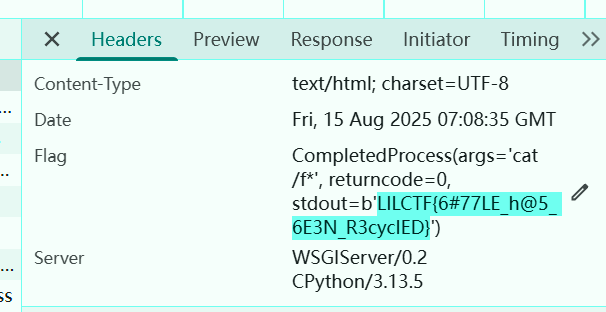 Headers Preview Response Initiator Timing
Content-Type text/html; charset=UTF-8
Date Fri, 15 Aug 2025 07:08:35 GMT
Flag CompletedProcess(args='cat
/f*', returncode=0,
stdout=b'LILCTF{6#77LE_h@5_
6E3N_R3cyclED}')
Server WSGIServer/0.2
CPython/3.13.5
ss